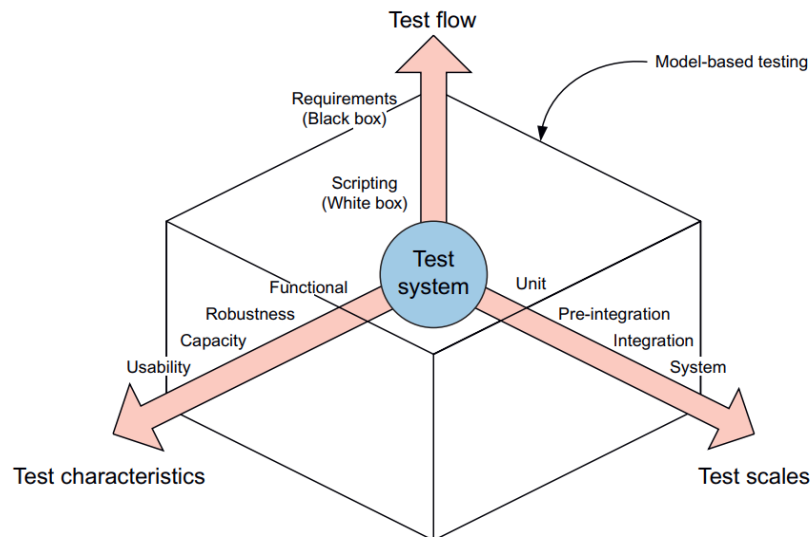 Test flow
Model-based testing
Requirements
(Black box)
Scripting
(White box)
Test
system
Functional
Unit
Robustness
Pre-integration
Capacity
Integration
Usability
System
Test characteristics
Test scales